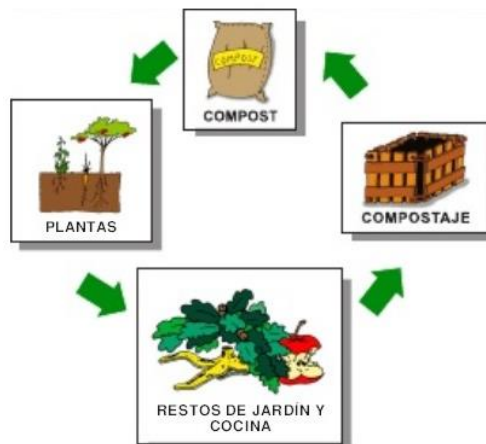 COMPOST
COMPOST
PLANTAS
COMPOSTAJE
RESTOS DE JARDÍN Y
COCINA